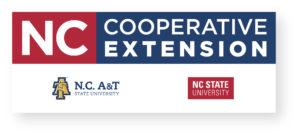 NC COOPERATIVE
EXTENSION
N.C. A&T
STATE UNIVERSITY
NC STATE
UNIVERSITY